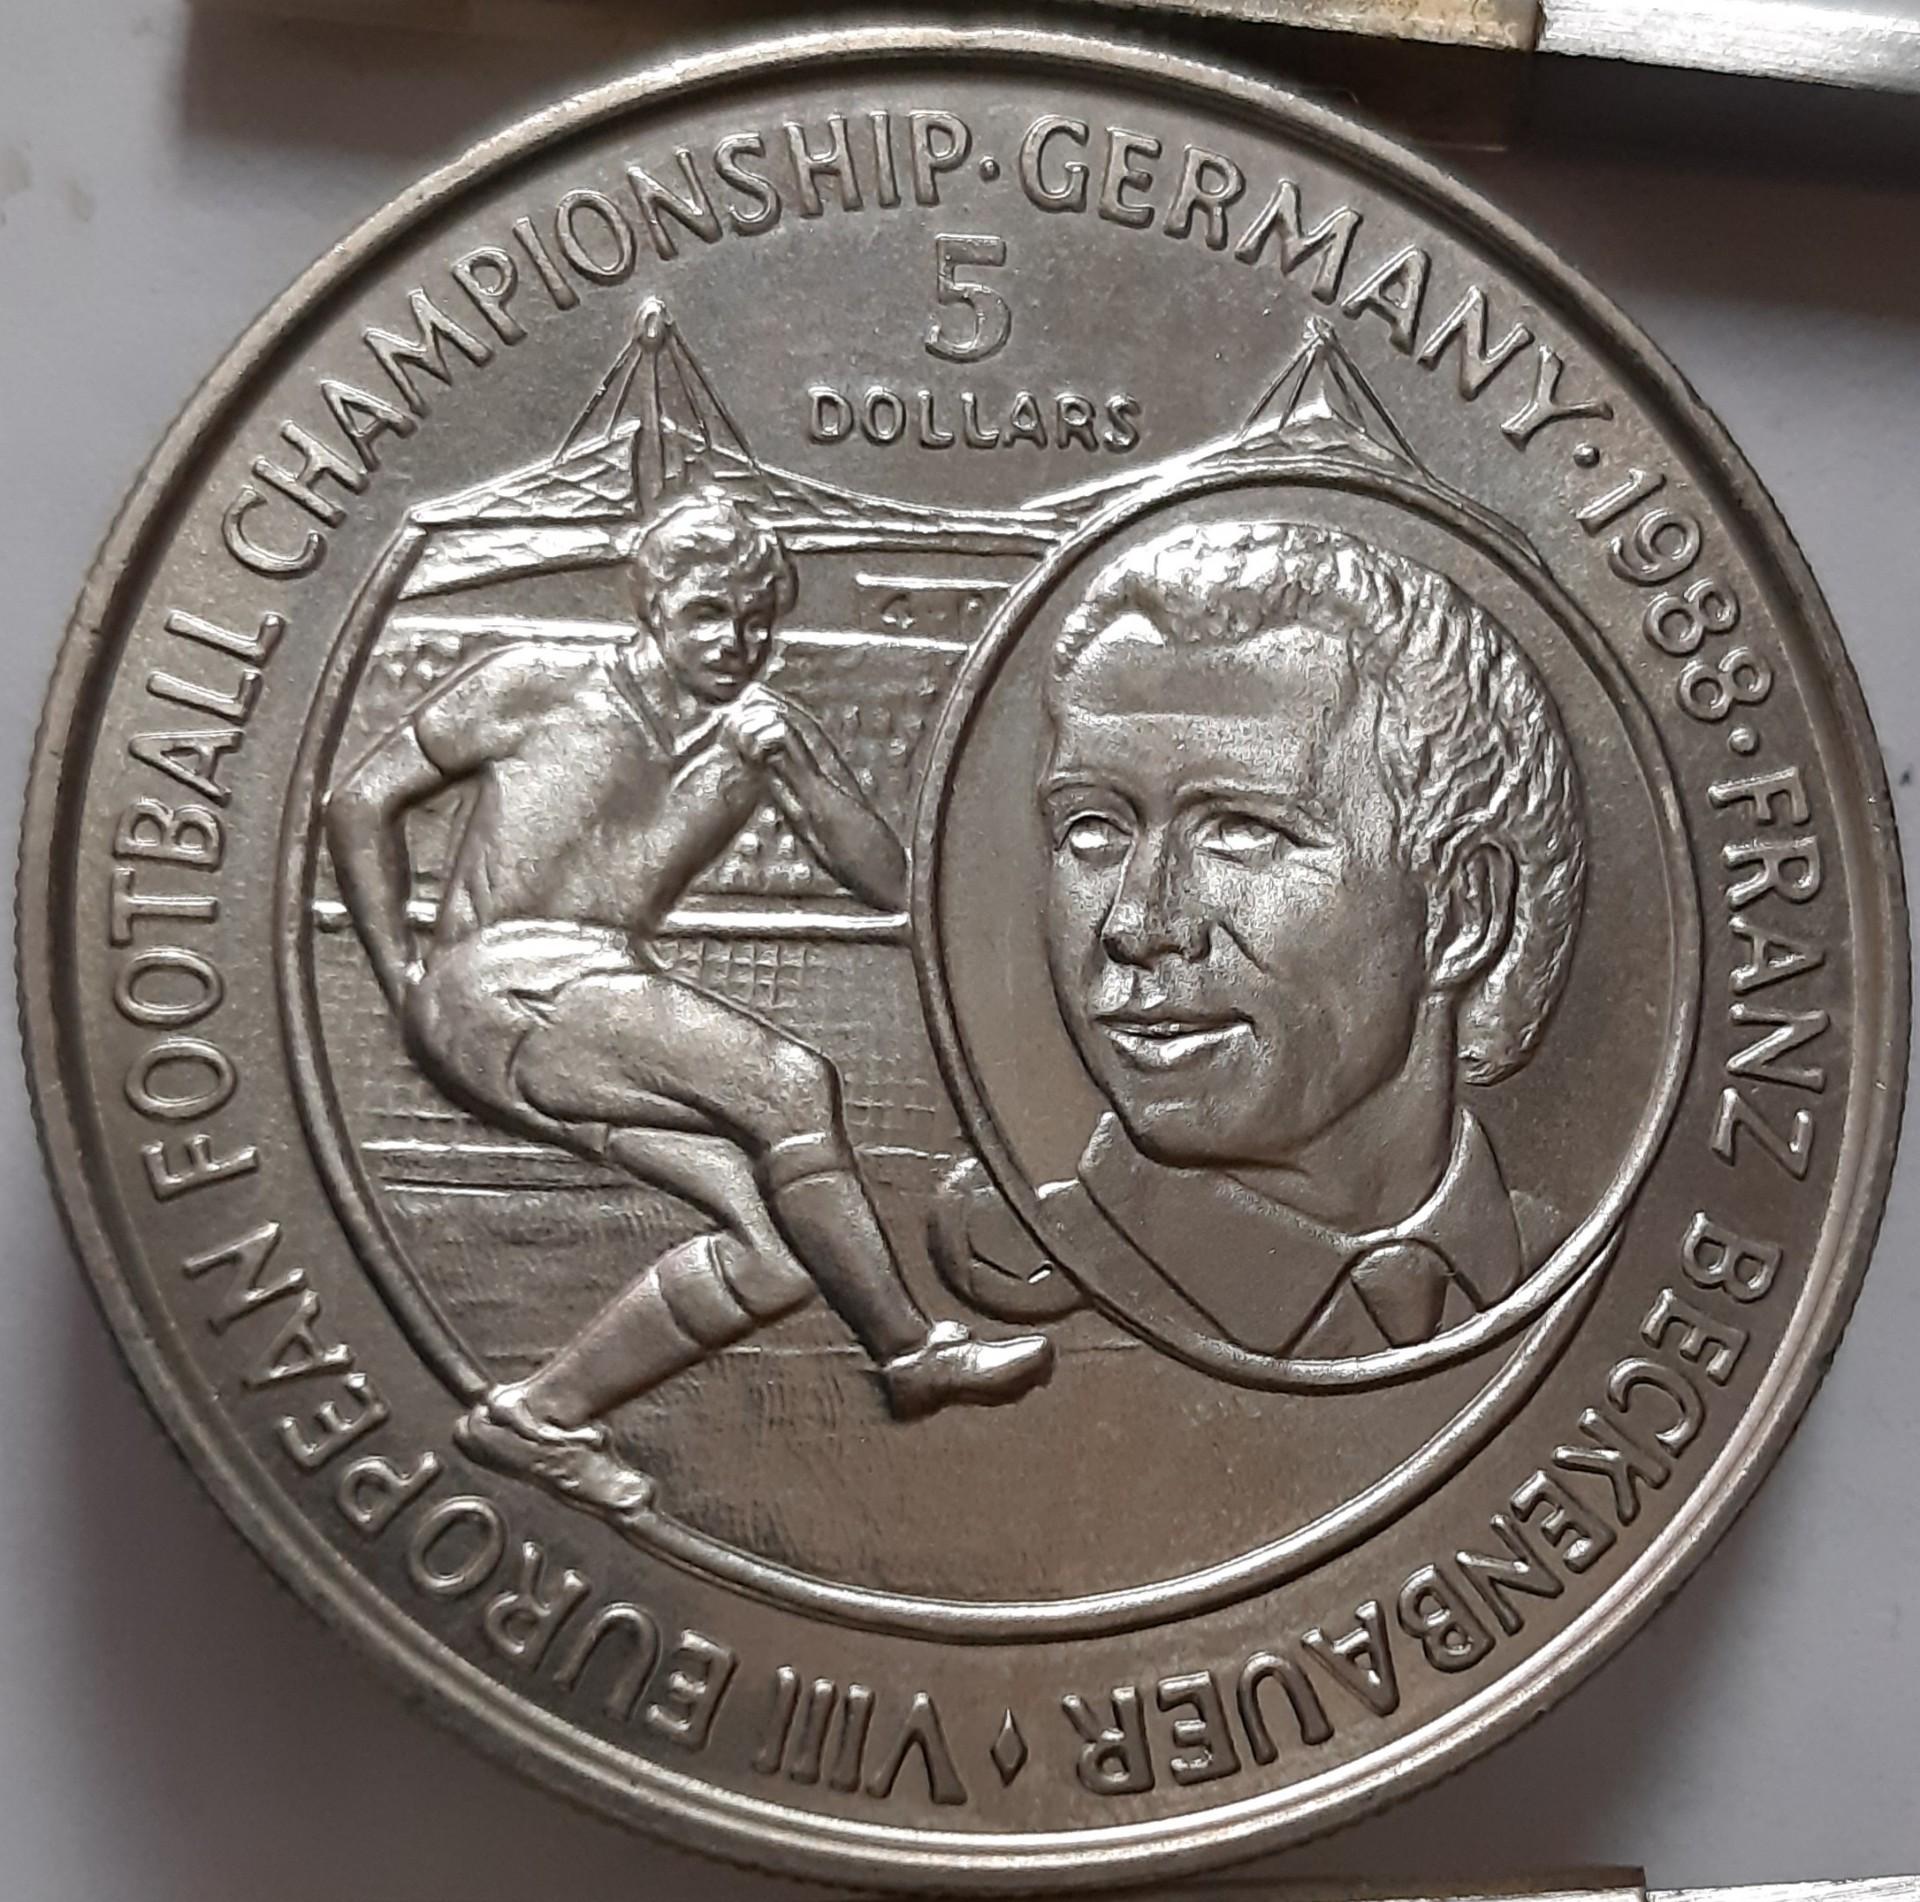 VIII EUROPEAN FOOTBALL CHAMPIONSHIP · GERMANY · 1988 · FRANZ BECKENBAUER
5
DOLLARS